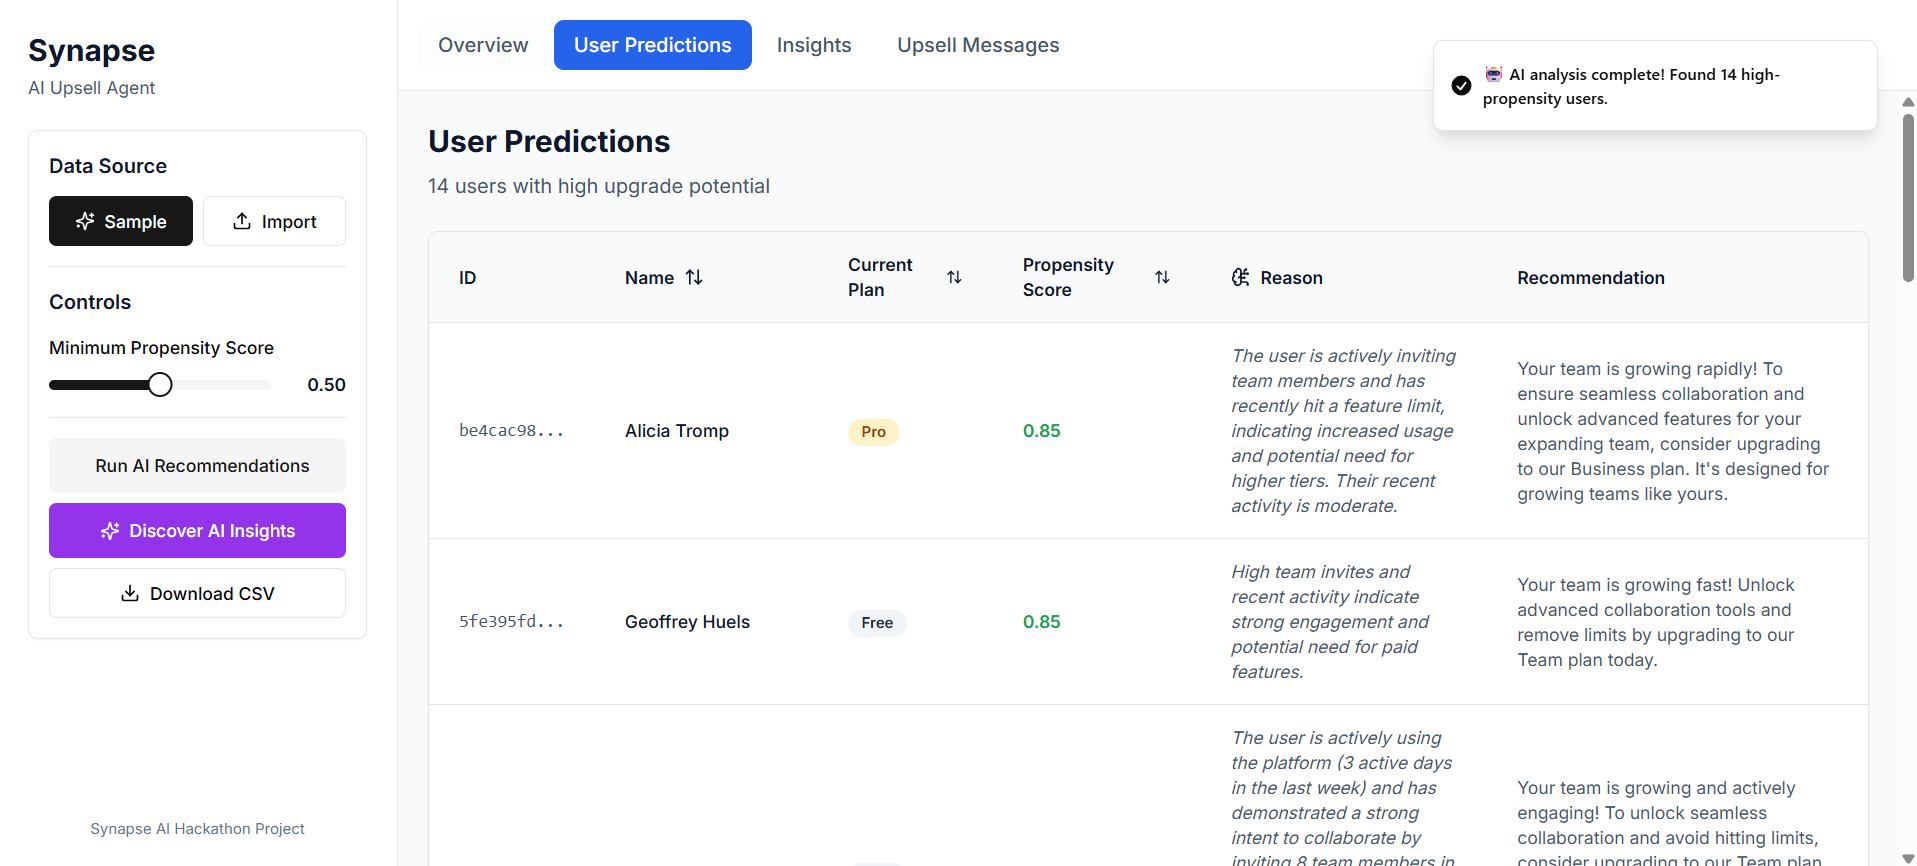 Synapse
AI Upsell Agent
Data Source
Sample
Import
Controls
Minimum Propensity Score
0.50
Run AI Recommendations
Discover AI Insights
Download CSV
Synapse AI Hackathon Project
Overview
User Predictions
Insights
Upsell Messages
AI analysis complete! Found 14 high-
propensity users.
User Predictions
14 users with high upgrade potential
ID
Name
Current
Plan
Propensity
Score
Reason
Recommendation
be4cac98...
Alicia Tromp
Pro
0.85
The user is actively inviting
team members and has
recently hit a feature limit,
indicating increased usage
and potential need for
higher tiers. Their recent
activity is moderate.
Your team is growing rapidly! To
ensure seamless collaboration and
unlock advanced features for your
expanding team, consider upgrading
to our Business plan. It's designed for
growing teams like yours.
5fe395fd...
Geoffrey Huels
Free
0.85
High team invites and
recent activity indicate
strong engagement and
potential need for paid
features.
Your team is growing fast! Unlock
advanced collaboration tools and
remove limits by upgrading to our
Team plan today.
The user is actively using
the platform (3 active days
in the last week) and has
demonstrated a strong
intent to collaborate by
inviting 8 team members in
Your team is growing and actively
engaging! To unlock seamless
collaboration and avoid hitting limits,
consider upgrading to our Team plan